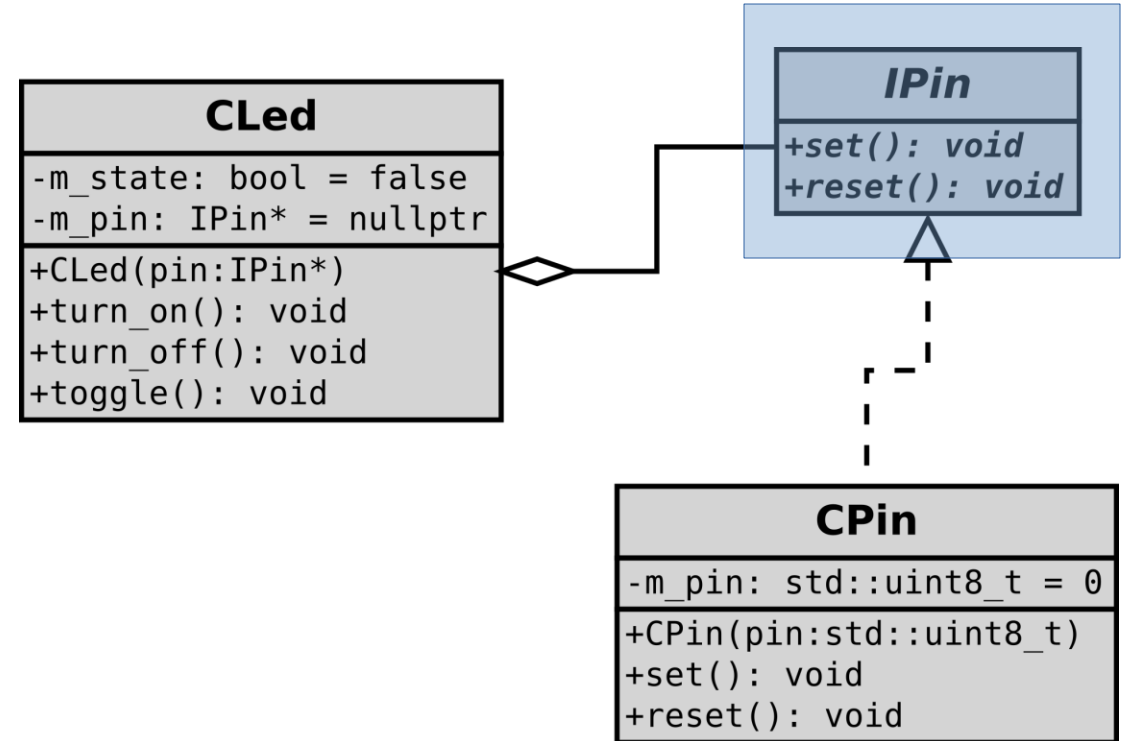 CLed
-m_state: bool = false
-m_pin: IPin* = nullptr
+CLed(pin:IPin*)
+turn_on(): void
+turn_off(): void
+toggle(): void
IPin
+set(): void
+reset(): void
CPin
-m_pin: std::uint8_t = 0
+CPin(pin:std::uint8_t)
+set(): void
+reset(): void